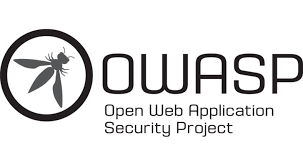 OWASP
Open Web Application
Security Project